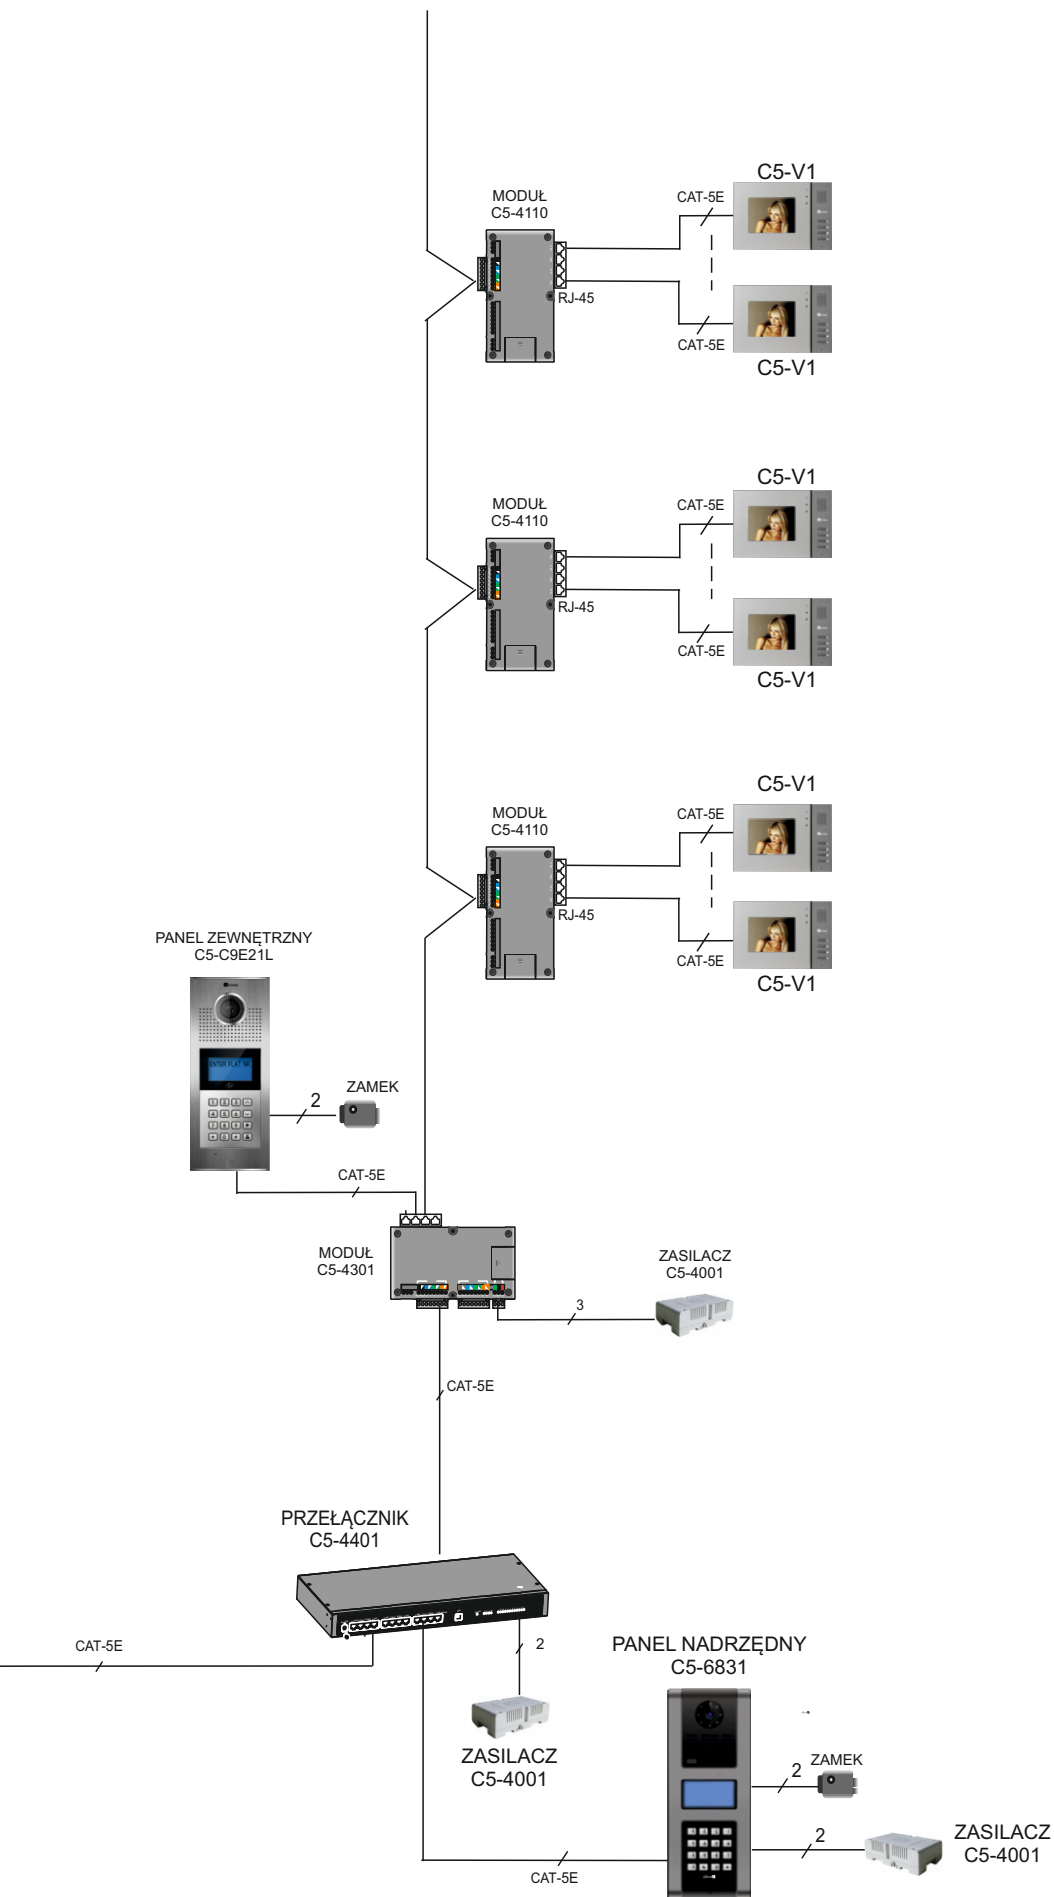 C5-V1
MODUŁ
C5-4110
CAT-5E
RJ-45
CAT-5E
C5-V1
C5-V1
MODUŁ
C5-4110
CAT-5E
RJ-45
CAT-5E
C5-V1
C5-V1
MODUŁ
C5-4110
CAT-5E
RJ-45
CAT-5E
C5-V1
PANEL ZEWNĘTRZNY
C5-C9E21L
ENTER FLAT
ZAMEK
2
CAT-5E
MODUŁ
C5-4301
ZASILACZ
C5-4001
3
CAT-5E
PRZEŁĄCZNIK
C5-4401
CAT-5E
2
ZASILACZ
C5-4001
PANEL NADRZĘDNY
C5-6831
ZAMEK
2
2
ZASILACZ
C5-4001
CAT-5E